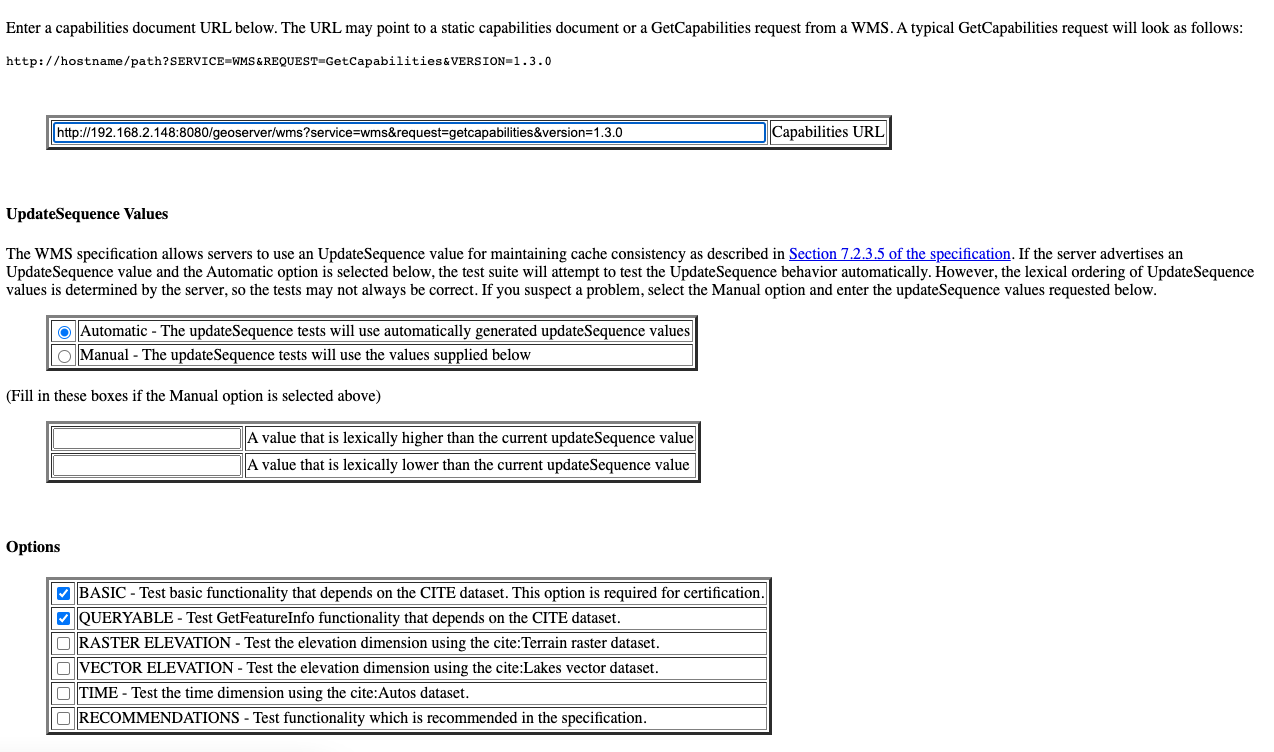 Enter a capabilities document URL below. The URL may point to a static capabilities document or a GetCapabilities request from a WMS. A typical GetCapabilities request will look as follows:
http://hostname/path?SERVICE=WMS&REQUEST=GetCapabilities&VERSION=1.3.0
http://192.168.2.148:8080/geoserver/wms?service=wms&request=getcapabilities&version=1.3.0 Capabilities URL
UpdateSequence Values
The WMS specification allows servers to use an UpdateSequence value for maintaining cache consistency as described in Section 7.2.3.5 of the specification. If the server advertises an
UpdateSequence value and the Automatic option is selected below, the test suite will attempt to test the UpdateSequence behavior automatically. However, the lexical ordering of UpdateSequence
values is determined by the server, so the tests may not always be correct. If you suspect a problem, select the Manual option and enter the updateSequence values requested below.
Automatic - The updateSequence tests will use automatically generated updateSequence values
Manual - The updateSequence tests will use the values supplied below
(Fill in these boxes if the Manual option is selected above)
A value that is lexically higher than the current updateSequence value
A value that is lexically lower than the current updateSequence value
Options
BASIC - Test basic functionality that depends on the CITE dataset. This option is required for certification.
QUERYABLE - Test GetFeatureInfo functionality that depends on the CITE dataset.
RASTER ELEVATION - Test the elevation dimension using the cite:Terrain raster dataset.
VECTOR ELEVATION - Test the elevation dimension using the cite:Lakes vector dataset.
TIME - Test the time dimension using the cite:Autos dataset.
RECOMMENDATIONS - Test functionality which is recommended in the specification.